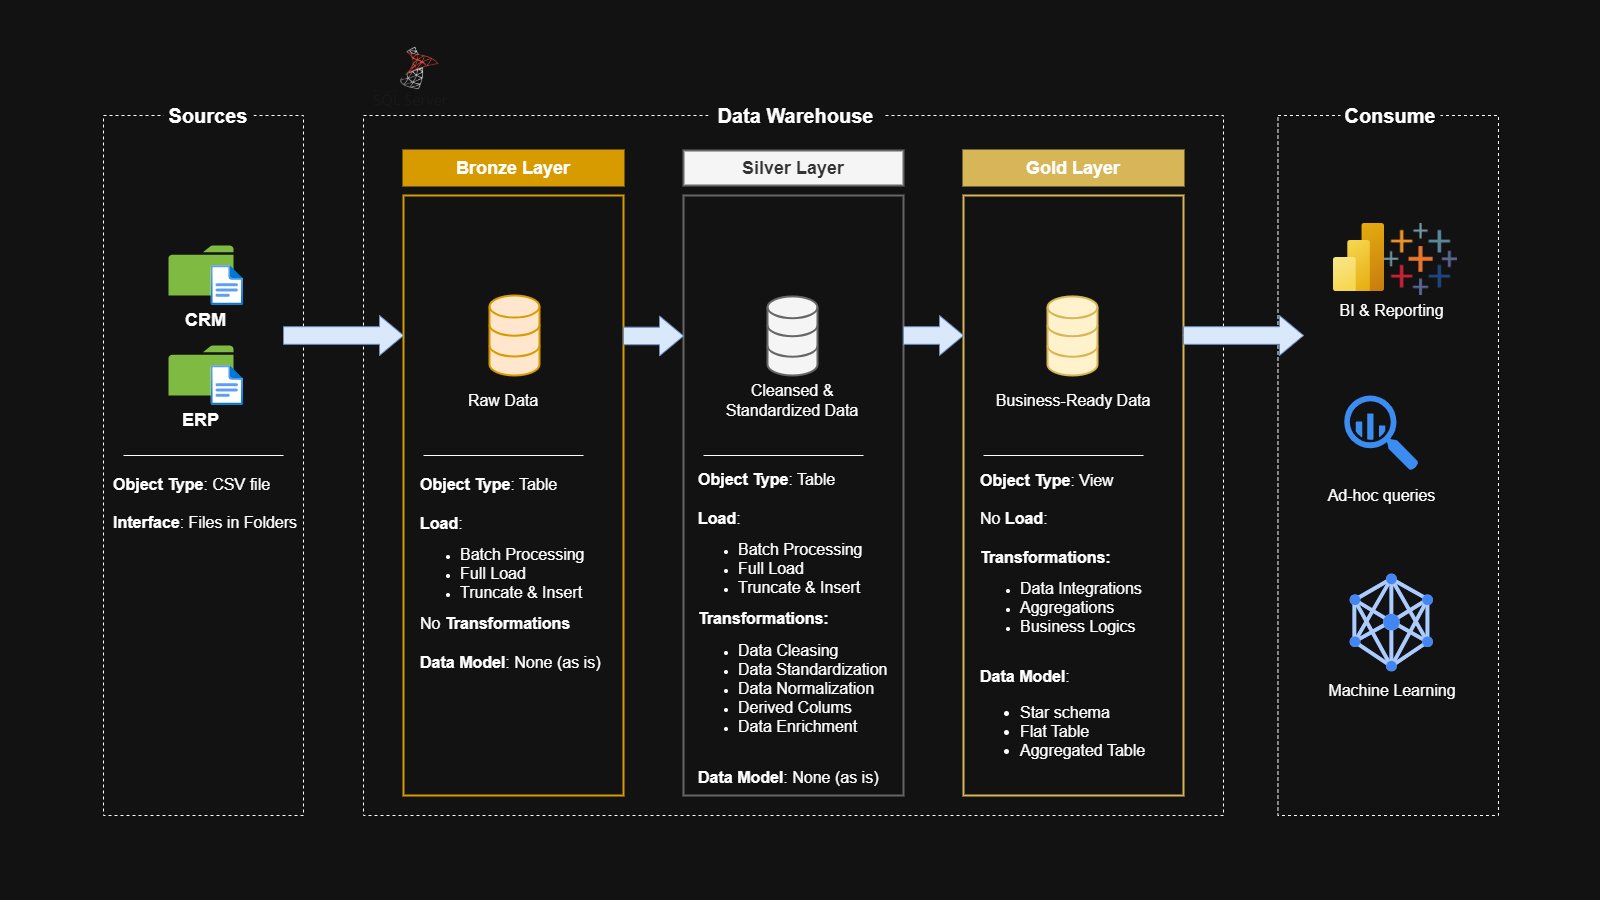 SQL Server
Sources
CRM
ERP
Object Type: CSV file
Interface: Files in Folders
Data Warehouse
Bronze Layer
Raw Data
Object Type: Table
Load:
Batch Processing
Full Load
Truncate & Insert
No Transformations
Data Model: None (as is)
Silver Layer
Cleansed &
Standardized Data
Object Type: Table
Load:
Batch Processing
Full Load
Truncate & Insert
Transformations:
Data Cleasing
Data Standardization
Data Normalization
Derived Colums
Data Enrichment
Data Model: None (as is)
Gold Layer
Business-Ready Data
Object Type: View
No Load:
Transformations:
Data Integrations
Aggregations
Business Logics
Data Model:
Star schema
Flat Table
Aggregated Table
Consume
BI & Reporting
Ad-hoc queries
Machine Learning